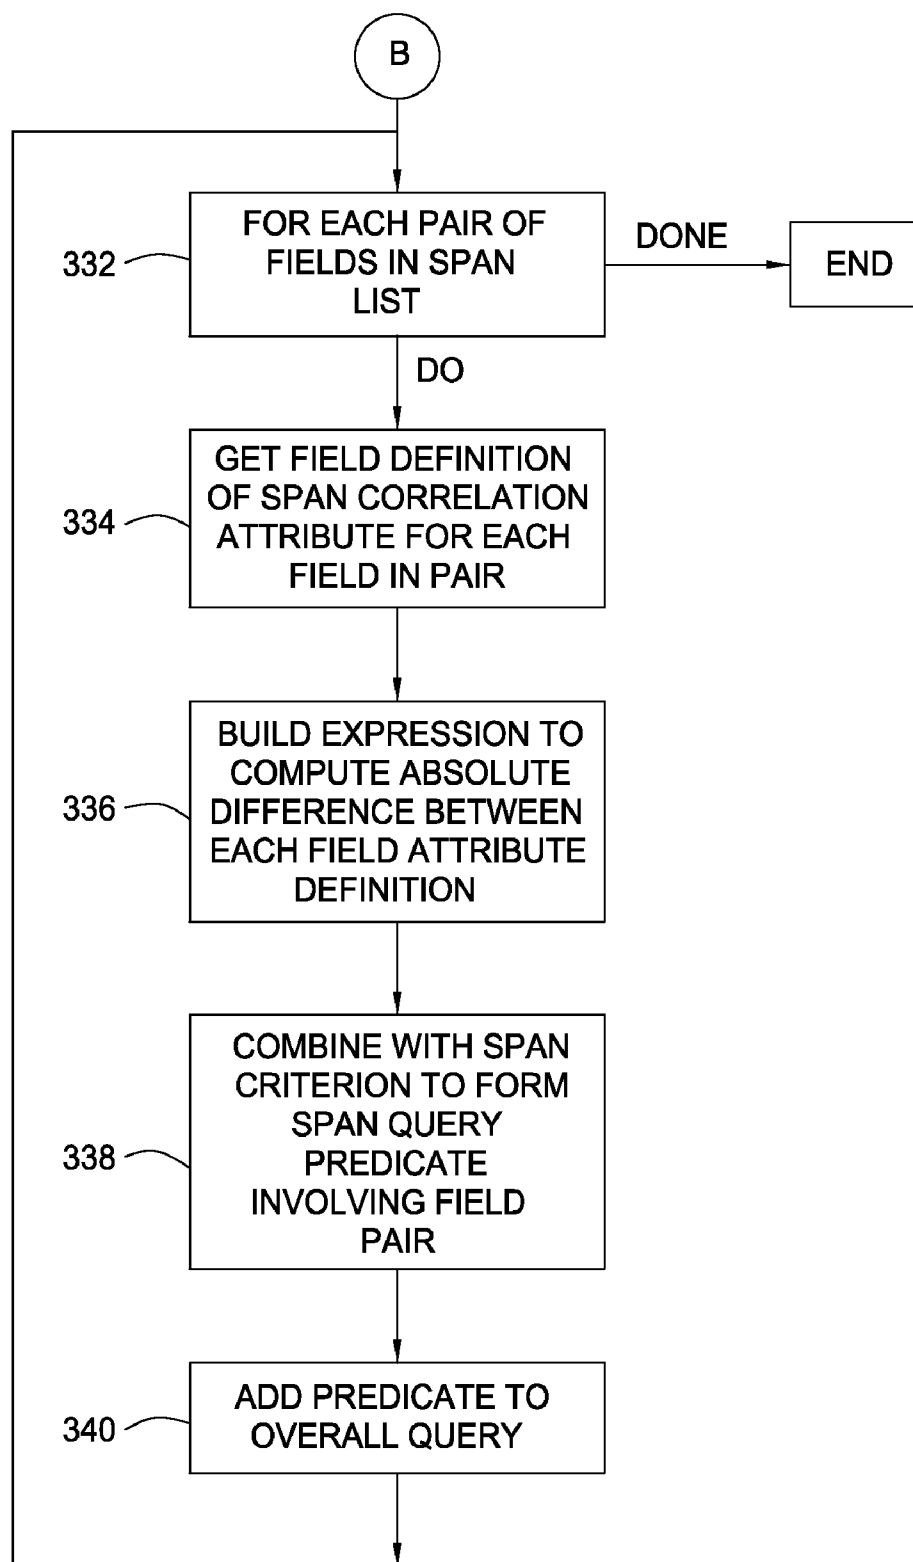 B
FOR EACH PAIR OF
FIELDS IN SPAN
LIST
332
DONE
END
DO
GET FIELD DEFINITION
OF SPAN CORRELATION
ATTRIBUTE FOR EACH
FIELD IN PAIR
334
BUILD EXPRESSION TO
COMPUTE ABSOLUTE
DIFFERENCE BETWEEN
EACH FIELD ATTRIBUTE
DEFINITION
336
COMBINE WITH SPAN
CRITERION TO FORM
SPAN QUERY
PREDICATE
INVOLVING FIELD
PAIR
338
ADD PREDICATE TO
OVERALL QUERY
340